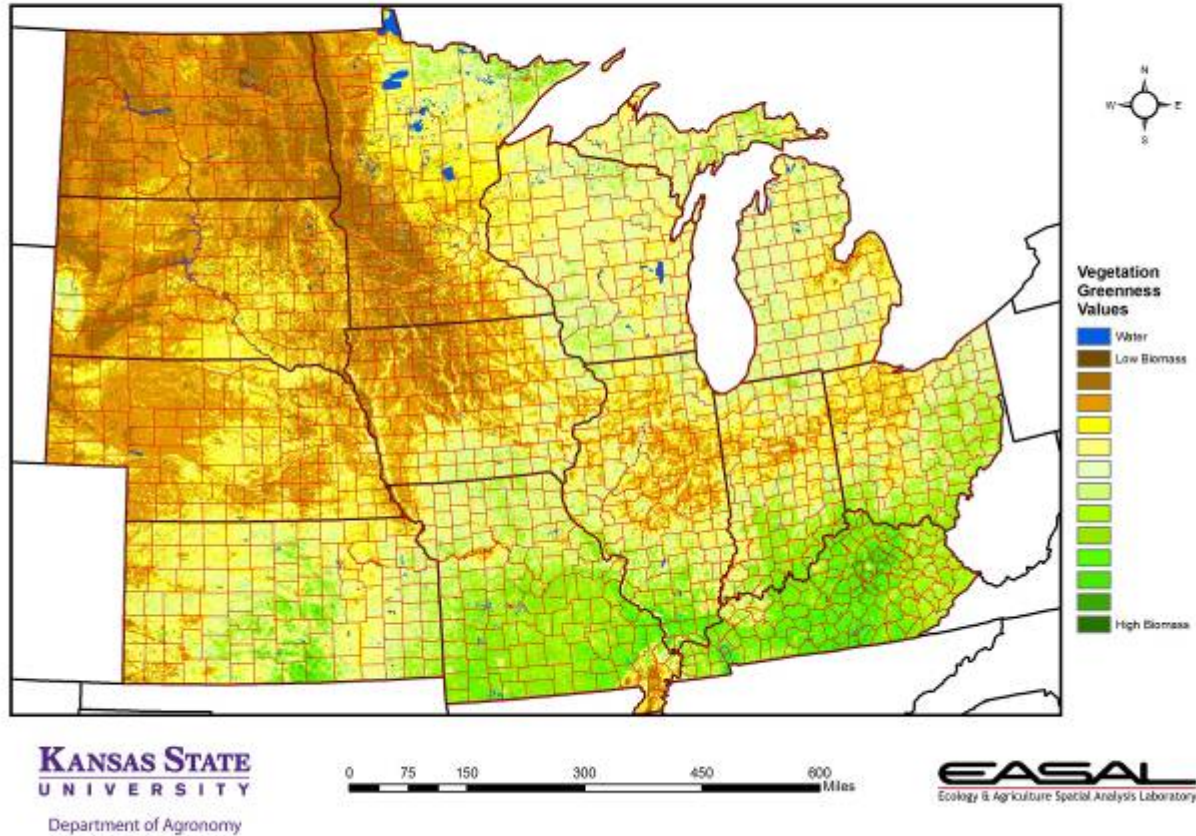 N
W E
S
Vegetation
Greenness
Values
Water
Low Biomass
High Biomass
KANSAS STATE
UNIVERSITY
Department of Agronomy
0 75 150 300 450 600
Miles
EASAL
Ecology & Agriculture Spatial Analysis Laboratory